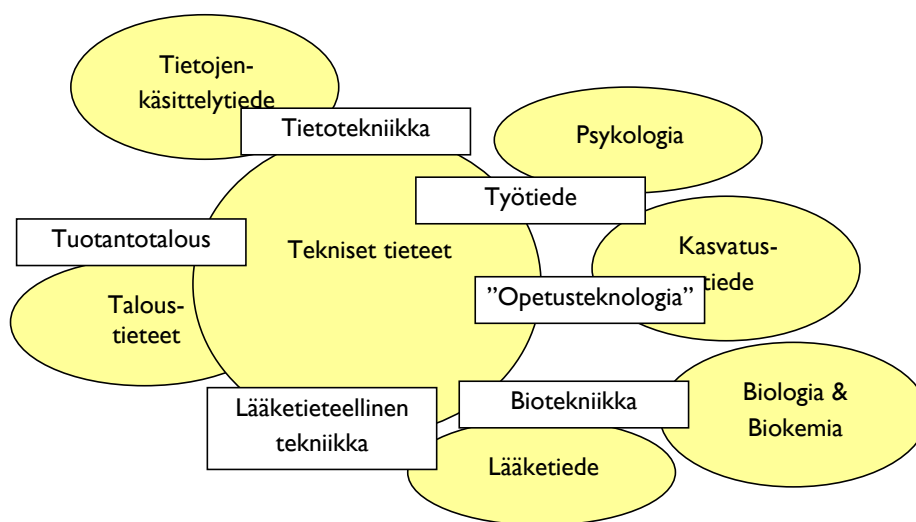 Tietojen-
käsittelytiede
Tietotekniikka
Psykologia
Työtiede
Tuotantotalous
Tekniset tieteet
Kasvatus-
tiede
”Opetusteknologia”
Talous-
tieteet
Lääketieteellinen
tekniikka
Biotekniikka
Biologia &
Biokemia
Lääketiede